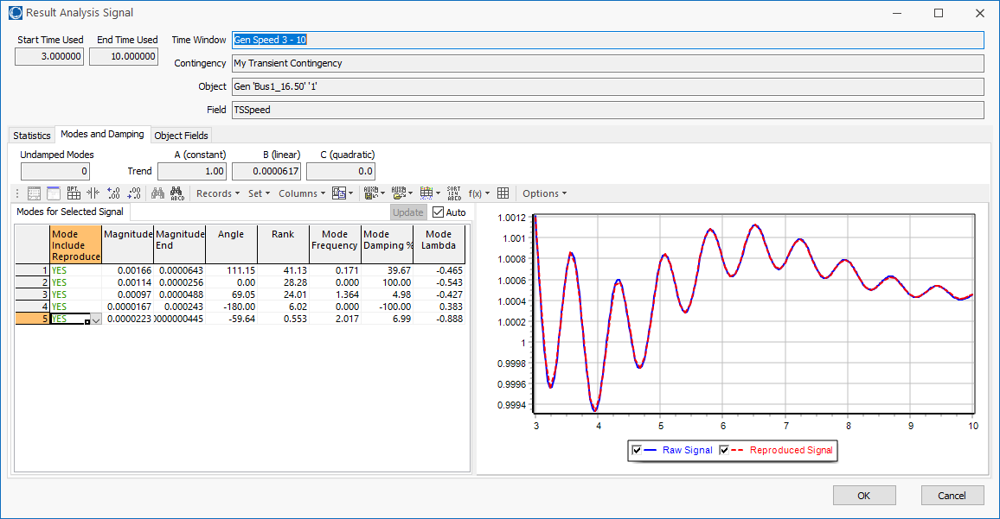 Result Analysis Signal
Start Time Used End Time Used Time Window Gen Speed 3 - 10
3.000000 10.000000
Contingency My Transient Contingency
Object Gen 'Bus1_16.50' '1'
Field TSSpeed
Statistics Modes and Damping Object Fields
Undamped Modes A (constant) B (linear) C (quadratic)
0 Trend 1.00 0.0000617 0.0
Records Set Columns AUXB AUXB SORT 124 ABCD f(x) Options
Modes for Selected Signal Update Auto
Mode Include Reproduce Magnitude Magnitude End Angle Rank Mode Frequency Mode Damping % Mode Lambda
1 YES 0.00166 0.0000643 111.15 41.13 0.171 39.67 -0.465
2 YES 0.00114 0.0000256 0.00 28.28 0.000 100.00 -0.543
3 YES 0.00097 0.0000488 69.05 24.01 1.364 4.98 -0.427
4 YES 0.0000167 0.000243 -180.00 6.02 0.000 -100.00 0.383
5 YES 0.0000223 0000000445 -59.64 0.553 2.017 6.99 -0.888
1.0012
1.001
1.0008
1.0006
1.0004
1.0002
1
0.9998
0.9996
0.9994
3 4 5 6 7 8 9 10
Raw Signal Reproduced Signal
OK Cancel